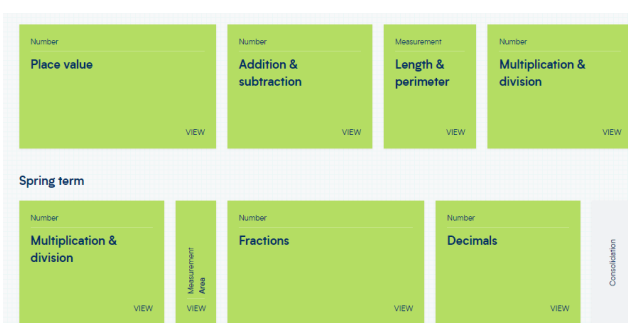 Number
Place value
VIEW
Number
Addition &
subtraction
VIEW
Measurement
Length &
perimeter
VIEW
Number
Multiplication &
division
VIEW
Spring term
Number
Multiplication &
division
VIEW
Measurement
Area
VIEW
Number
Fractions
VIEW
Number
Decimals
VIEW
Consolidation